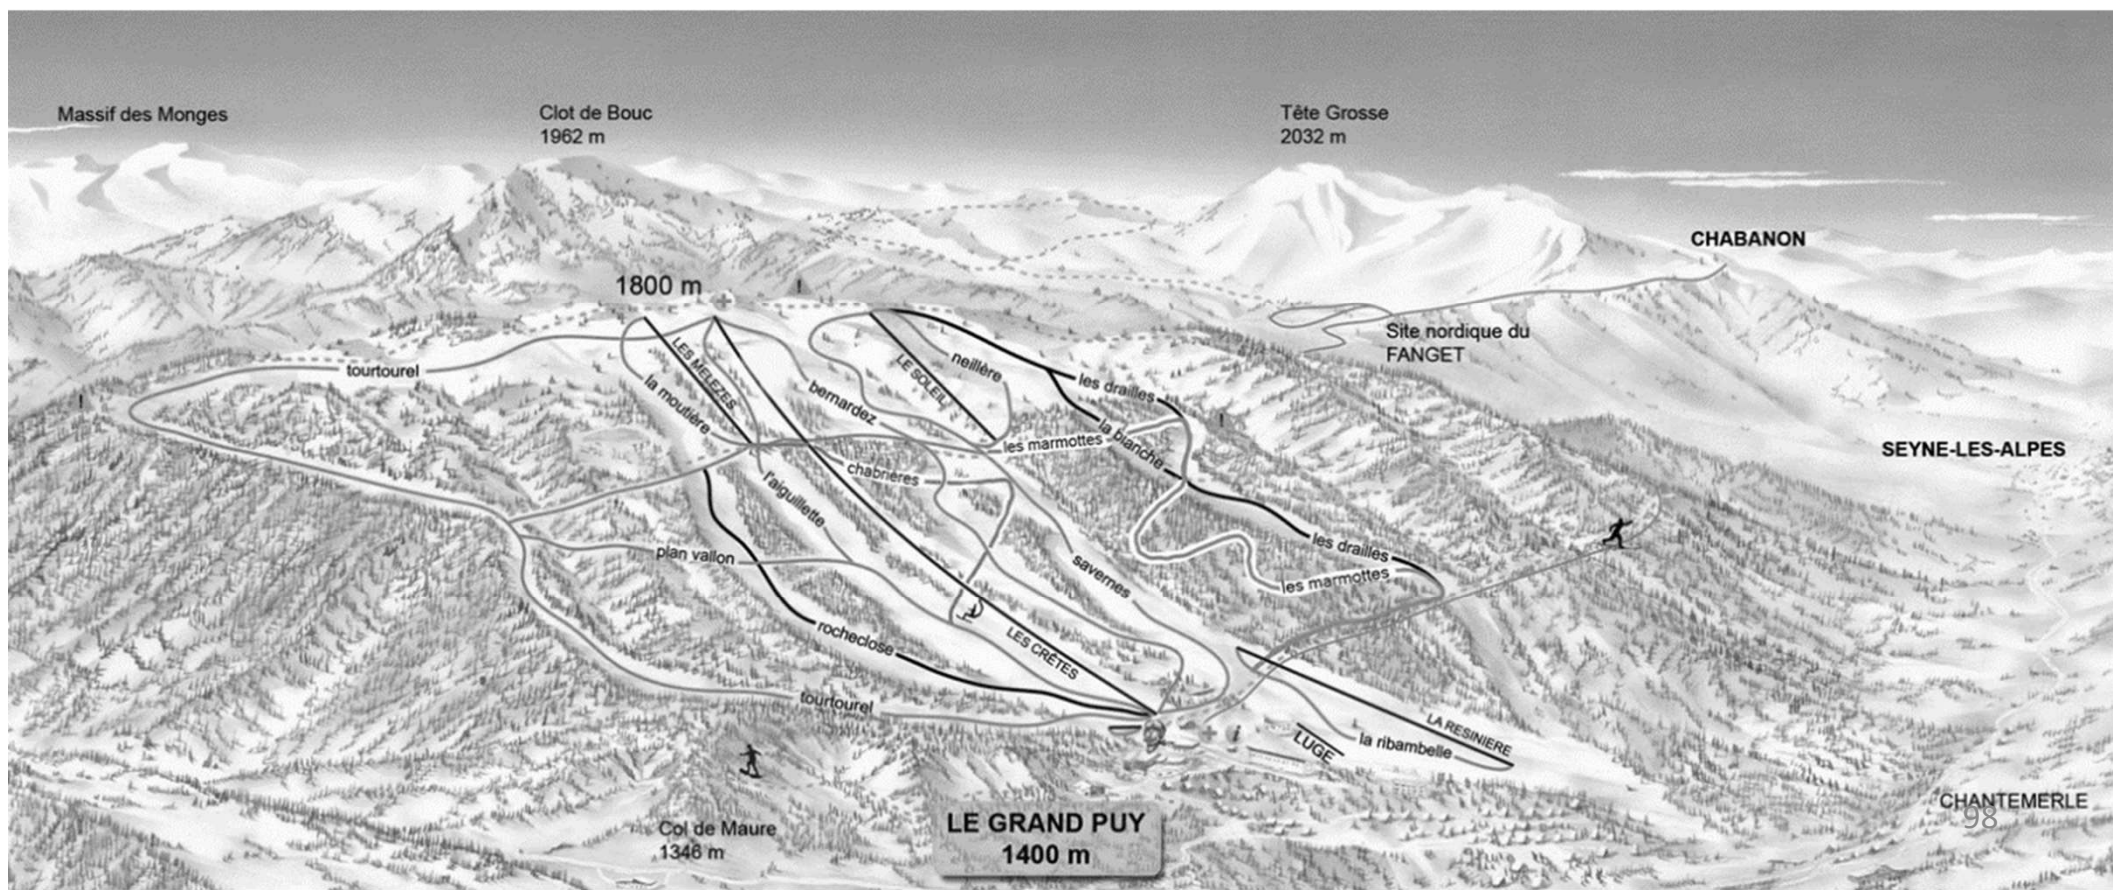 Massif des Monges
Clot de Bouc
1962 m
Tête Grosse
2032 m
CHABANON
1800 m
!
Site nordique du
FANGET
tourtourel
LES MELEZES
la moutière
bernardez
LE SOLEIL
neillère
les drailles
!
!
la blanche
les marmottes
SEYNE-LES-ALPES
chabrières
l'aiguillette
plan vallon
savernes
les drailles
les marmottes
rocheclose
LES CRÊTES
tourtourel
LA RESINIERE
la ribambelle
LUGE
i
Col de Maure
1346 m
LE GRAND PUY
1400 m
CHANTEMERLE
98